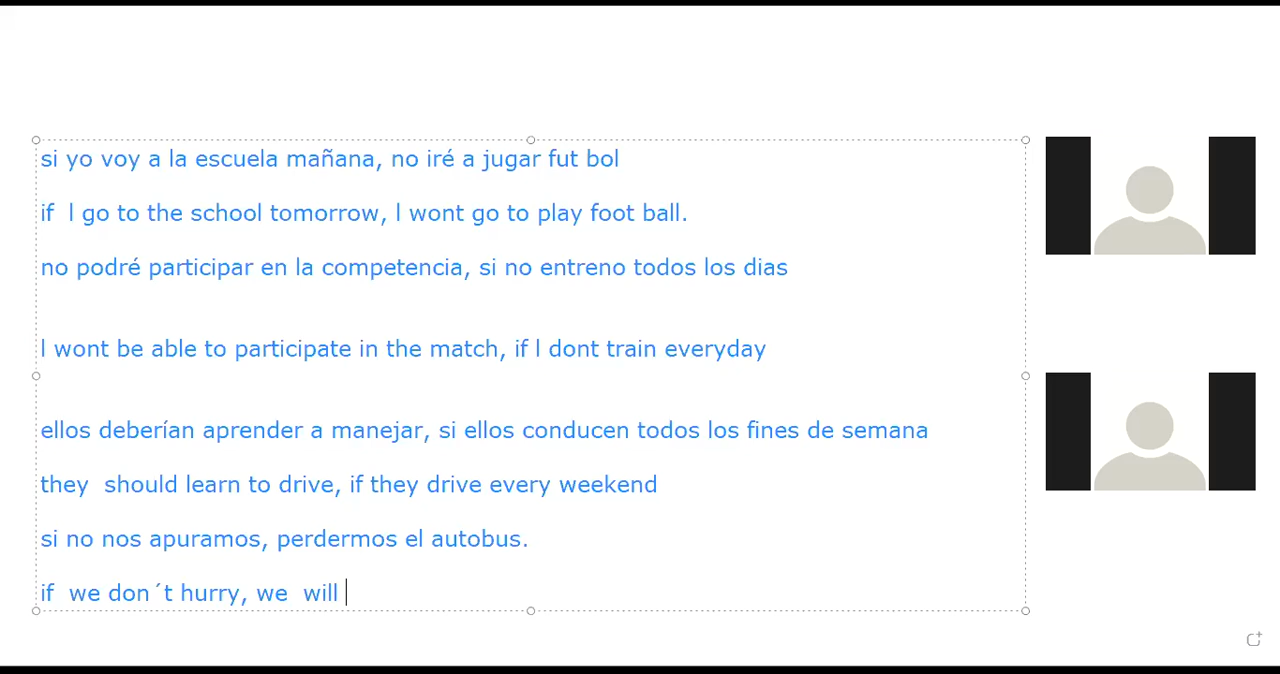 si yo voy a la escuela mañana, no iré a jugar fut bol
if  l go to the school tomorrow, l wont go to play foot ball.
no podré participar en la competencia, si no entreno todos los dias
l wont be able to participate in the match, if l dont train everyday
ellos deberían aprender a manejar, si ellos conducen todos los fines de semana
they  should learn to drive, if they drive every weekend
si no nos apuramos, perdermos el autobus.
if  we don´t hurry, we  will